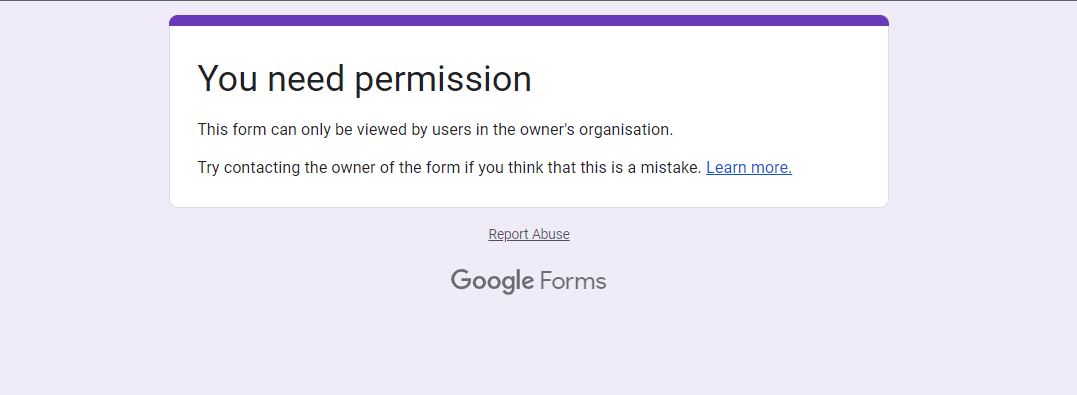 You need permission
This form can only be viewed by users in the owner's organisation.
Try contacting the owner of the form if you think that this is a mistake. Learn more.
Report Abuse
Google Forms